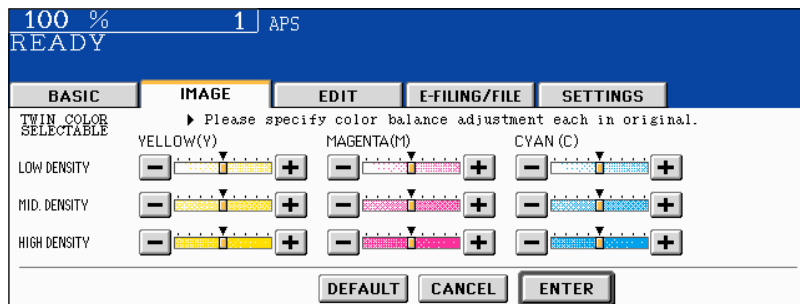 100 % 1 APS
READY
BASIC IMAGE EDIT E-FILING/FILE SETTINGS
TWIN COLOR SELECTABLE
▶ Please specify color balance adjustment each in original.
YELLOW(Y) MAGENTA(M) CYAN (C)
LOW DENSITY − + − + − +
MID. DENSITY − + − + − +
HIGH DENSITY − + − + − +
DEFAULT CANCEL ENTER